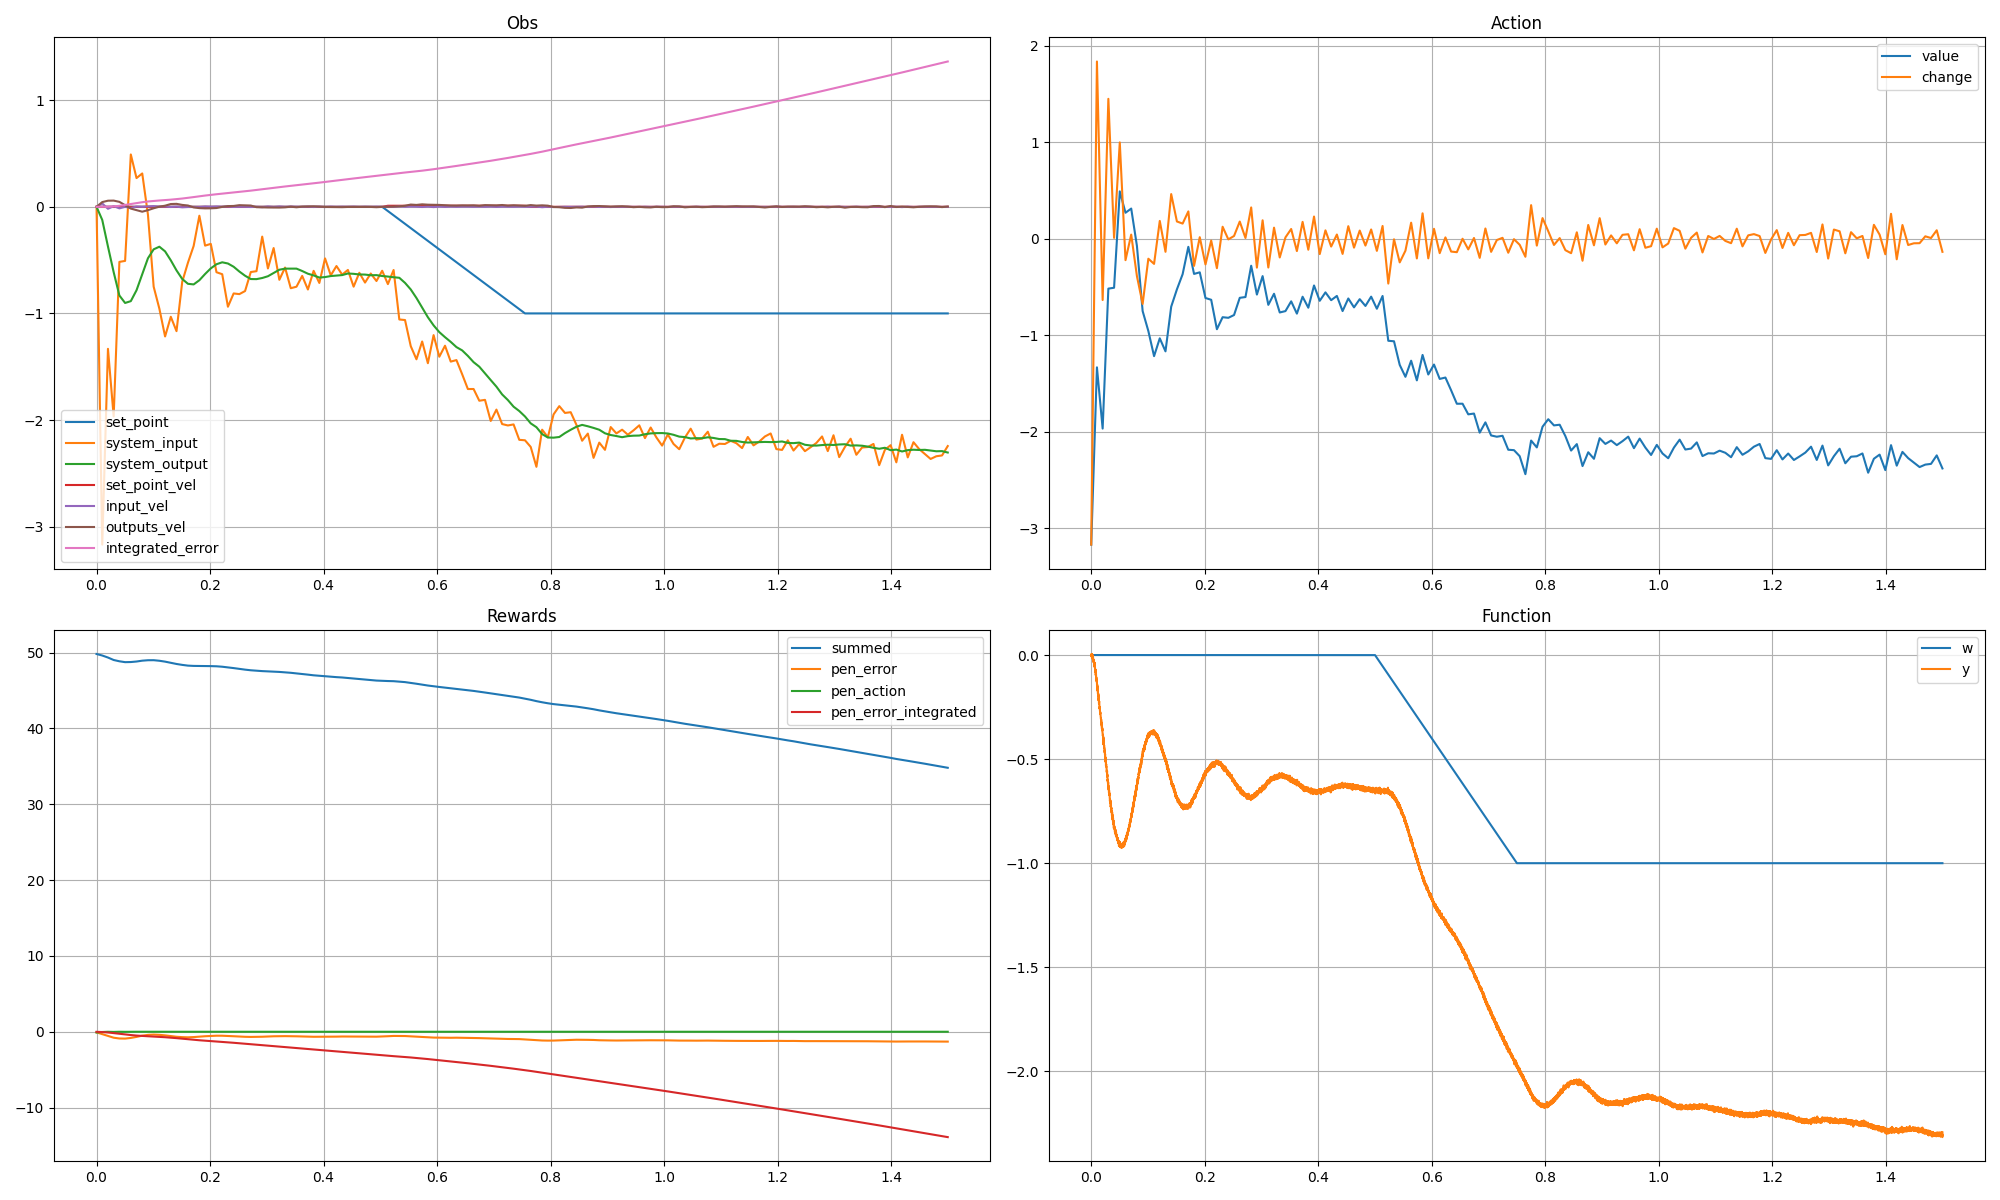 Obs
1
0
−1
−2
−3
set_point
system_input
system_output
set_point_vel
input_vel
outputs_vel
integrated_error
0.0 0.2 0.4 0.6 0.8 1.0 1.2 1.4
Action
2
1
0
−1
−2
−3
value
change
0.0 0.2 0.4 0.6 0.8 1.0 1.2 1.4
Rewards
50
40
30
20
10
0
−10
summed
pen_error
pen_action
pen_error_integrated
0.0 0.2 0.4 0.6 0.8 1.0 1.2 1.4
Function
0.0
−0.5
−1.0
−1.5
−2.0
w
y
0.0 0.2 0.4 0.6 0.8 1.0 1.2 1.4